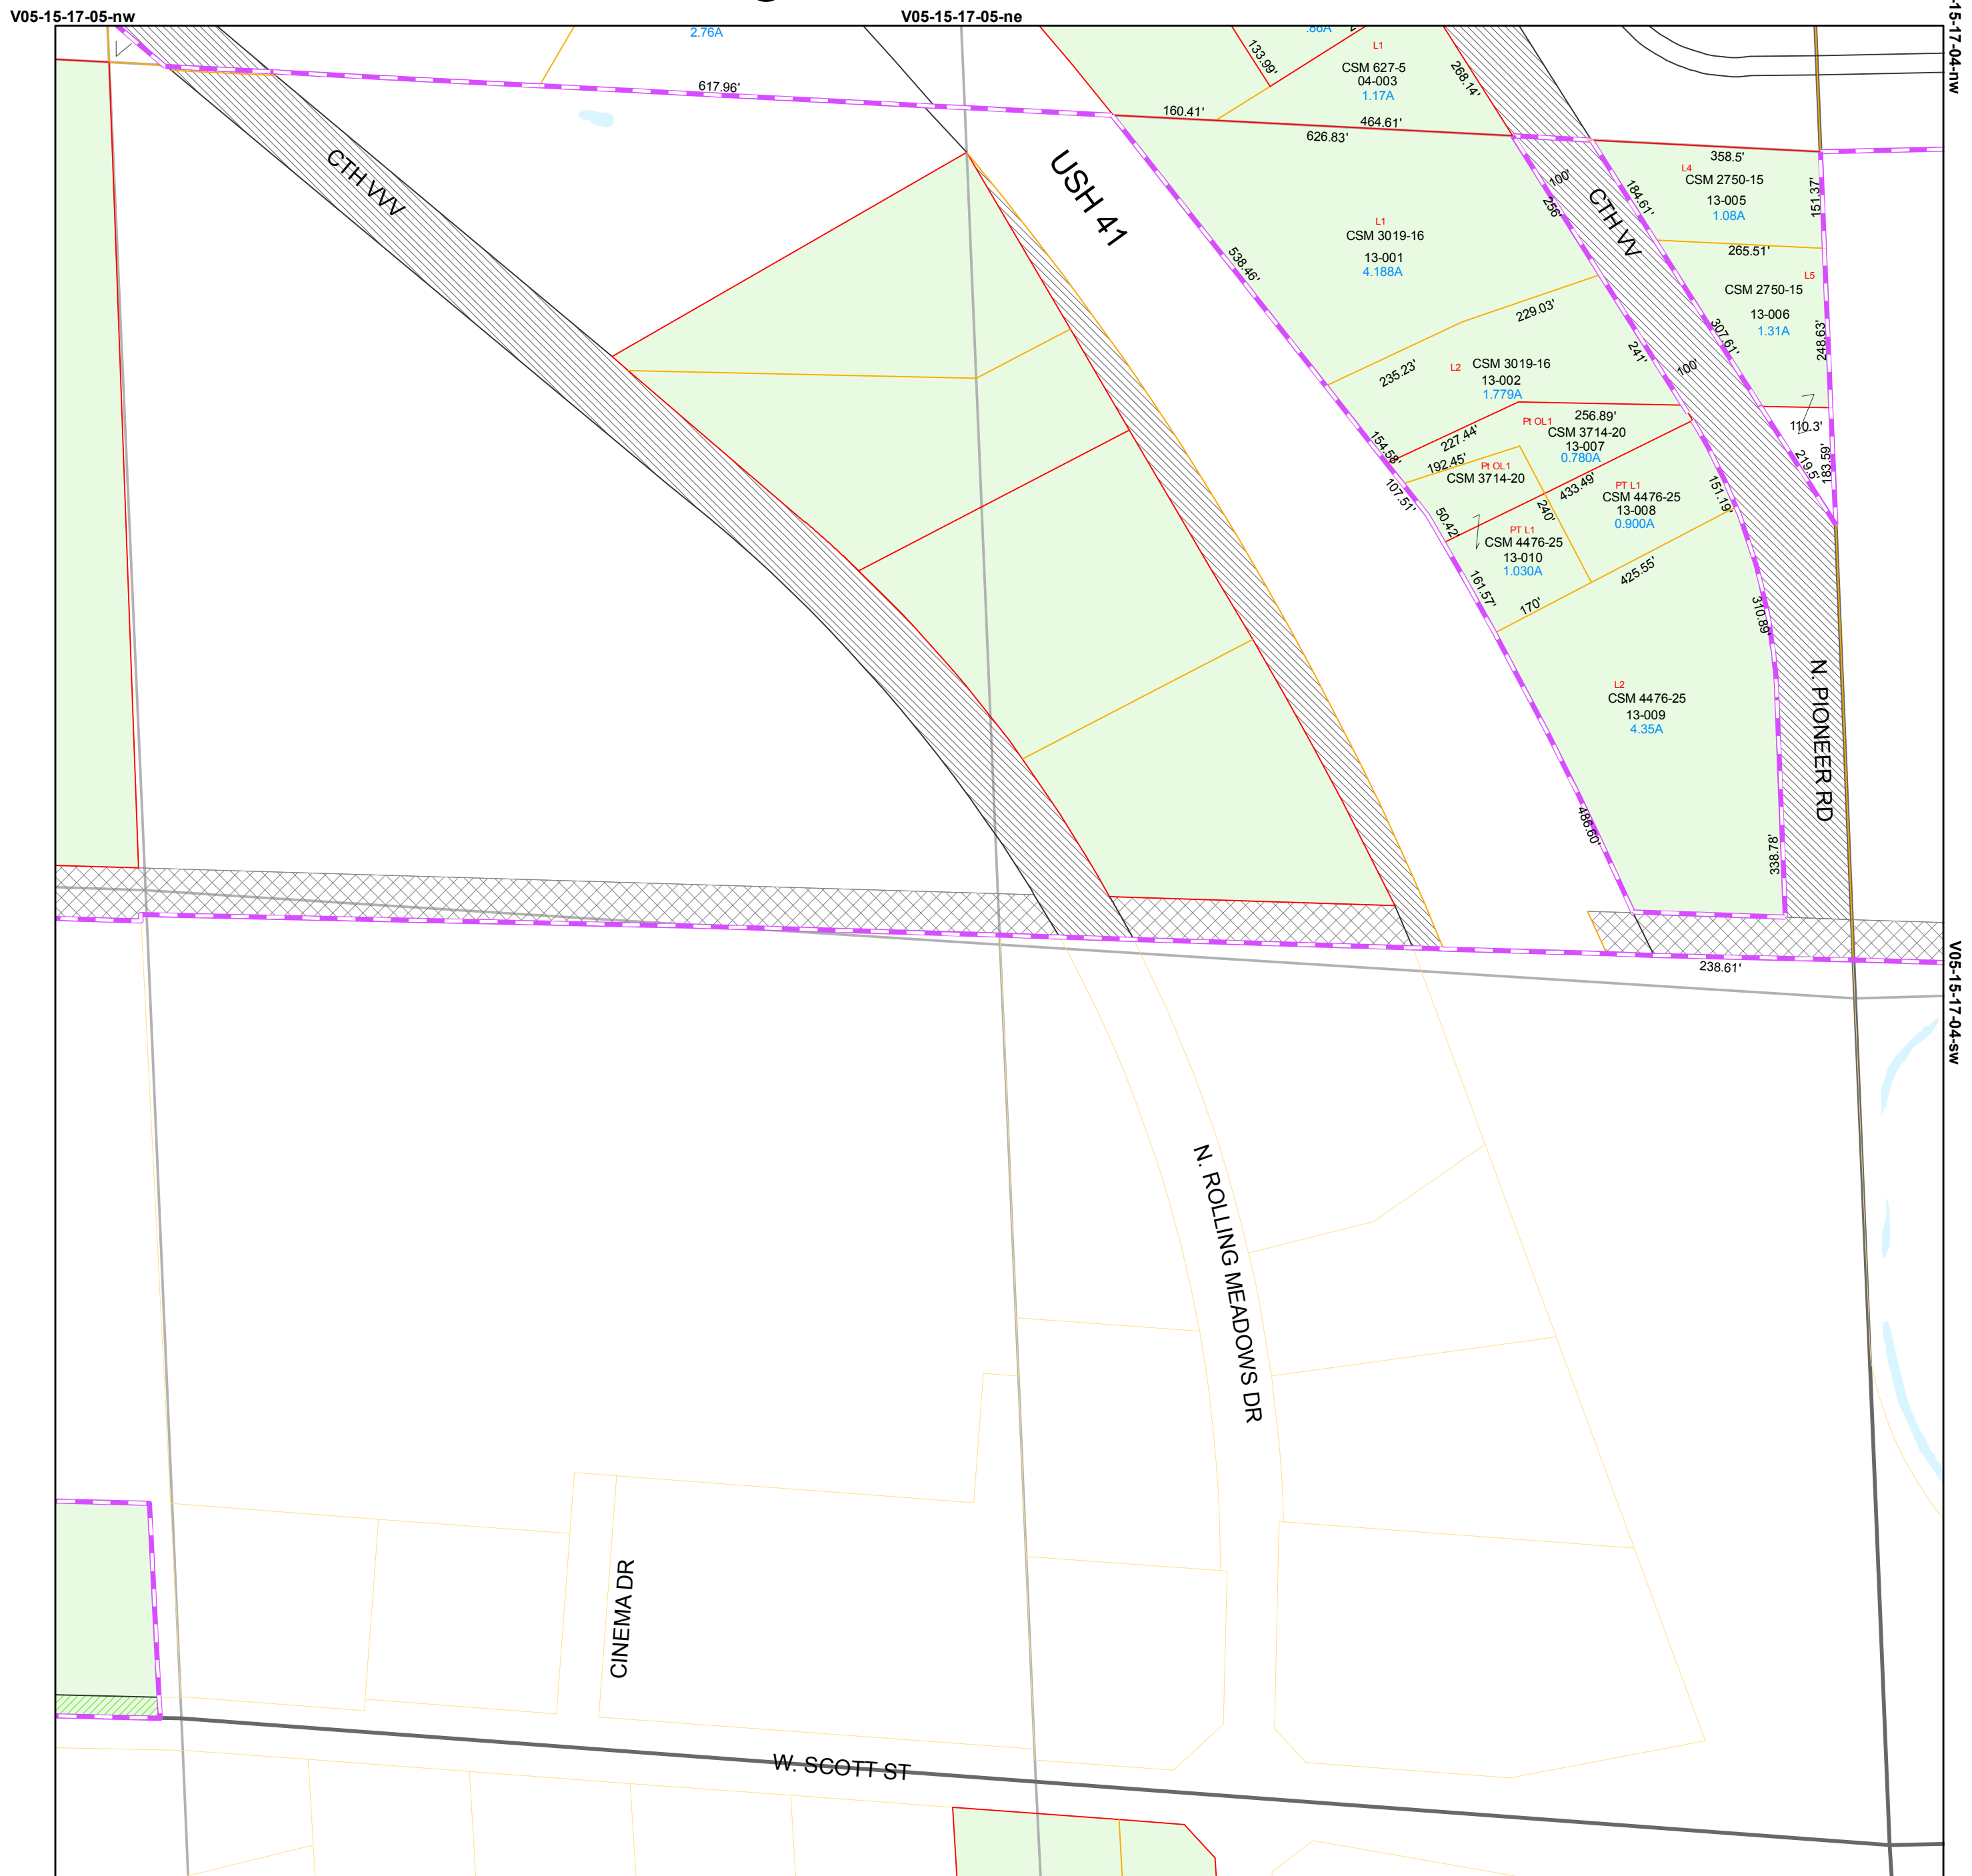 V05-15-17-05-nw
V05-15-17-05-ne
-15-17-04-nw
2.76A
.86A
133.99'
L1
CSM 627-5
04-003
1.17A
268.14'
617.96'
160.41'
464.61'
626.83'
358.5'
CTH VVV
USH 41
100'
256'
CTH VV
184.61'
L4
CSM 2750-15
13-005
1.08A
151.37'
L1
CSM 3019-16
13-001
4.188A
538.46'
265.51'
L5
CSM 2750-15
13-006
1.31A
229.03'
307.61'
248.63'
241'
100'
235.23'
L2
CSM 3019-16
13-002
1.779A
256.89'
Pt OL1
CSM 3714-20
13-007
0.780A
110.3'
154.58'
227.44'
192.45'
Pt OL1
CSM 3714-20
219.5'
183.59'
107.51'
433.49'
PT L1
CSM 4476-25
13-008
0.900A
151.19'
50.42'
240'
PT L1
CSM 4476-25
13-010
1.030A
161.57'
170'
425.55'
310.89'
L2
CSM 4476-25
13-009
4.35A
N. PIONEER RD
486.60'
338.78'
238.61'
V05-15-17-04-sw
N. ROLLING MEADOWS DR
CINEMA DR
W. SCOTT ST